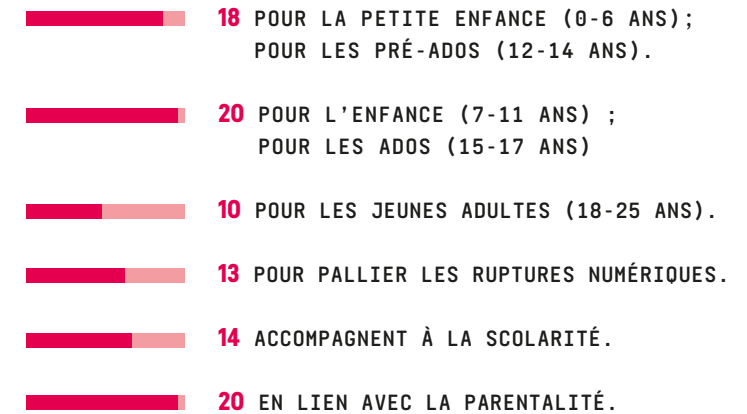 18 POUR LA PETITE ENFANCE (0-6 ANS);
POUR LES PRÉ-ADOS (12-14 ANS).
20 POUR L'ENFANCE (7-11 ANS) ;
POUR LES ADOS (15-17 ANS)
10 POUR LES JEUNES ADULTES (18-25 ANS).
13 POUR PALLIER LES RUPTURES NUMÉRIQUES.
14 ACCOMPAGNENT À LA SCOLARITÉ.
20 EN LIEN AVEC LA PARENTALITÉ.